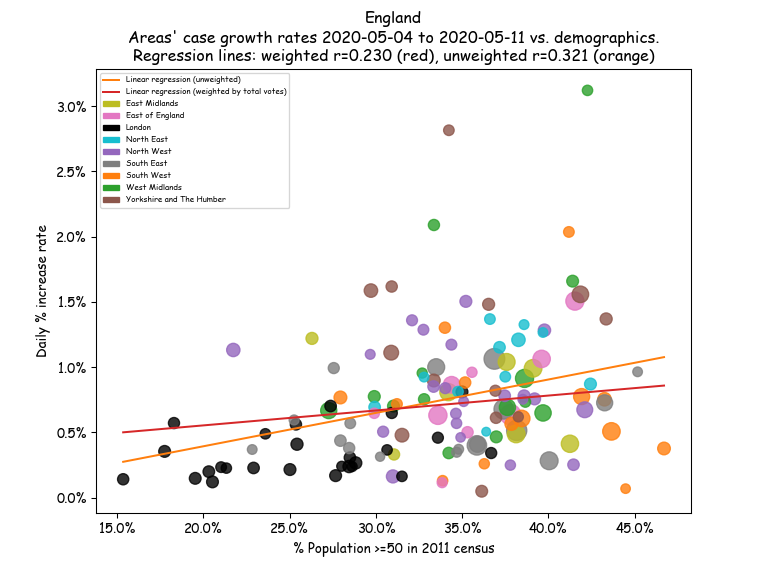 England
Areas' case growth rates 2020-05-04 to 2020-05-11 vs. demographics.
Regression lines: weighted r=0.230 (red), unweighted r=0.321 (orange)
Linear regression (unweighted)
Linear regression (weighted by total votes)
East Midlands
East of England
London
North East
North West
South East
South West
West Midlands
Yorkshire and The Humber
Daily % increase rate
3.0%
2.5%
2.0%
1.5%
1.0%
0.5%
0.0%
15.0% 20.0% 25.0% 30.0% 35.0% 40.0% 45.0%
% Population >=50 in 2011 census